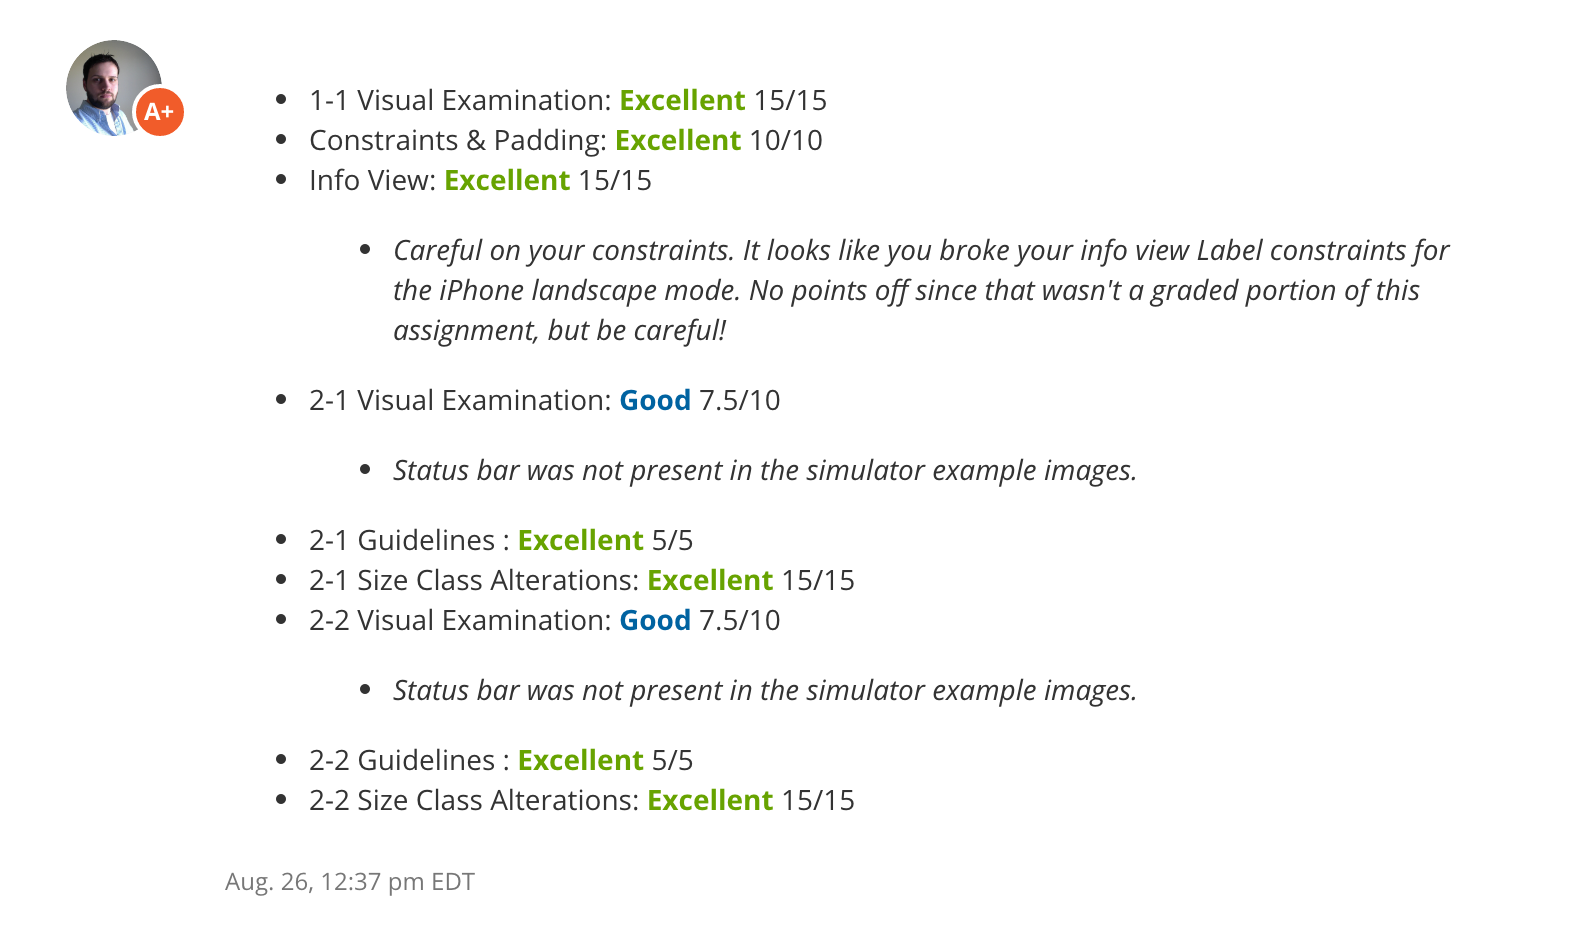 A+
1-1 Visual Examination: Excellent 15/15
Constraints & Padding: Excellent 10/10
Info View: Excellent 15/15
Careful on your constraints. It looks like you broke your info view Label constraints for
the iPhone landscape mode. No points off since that wasn't a graded portion of this
assignment, but be careful!
2-1 Visual Examination: Good 7.5/10
Status bar was not present in the simulator example images.
2-1 Guidelines : Excellent 5/5
2-1 Size Class Alterations: Excellent 15/15
2-2 Visual Examination: Good 7.5/10
Status bar was not present in the simulator example images.
2-2 Guidelines : Excellent 5/5
2-2 Size Class Alterations: Excellent 15/15
Aug. 26, 12:37 pm EDT